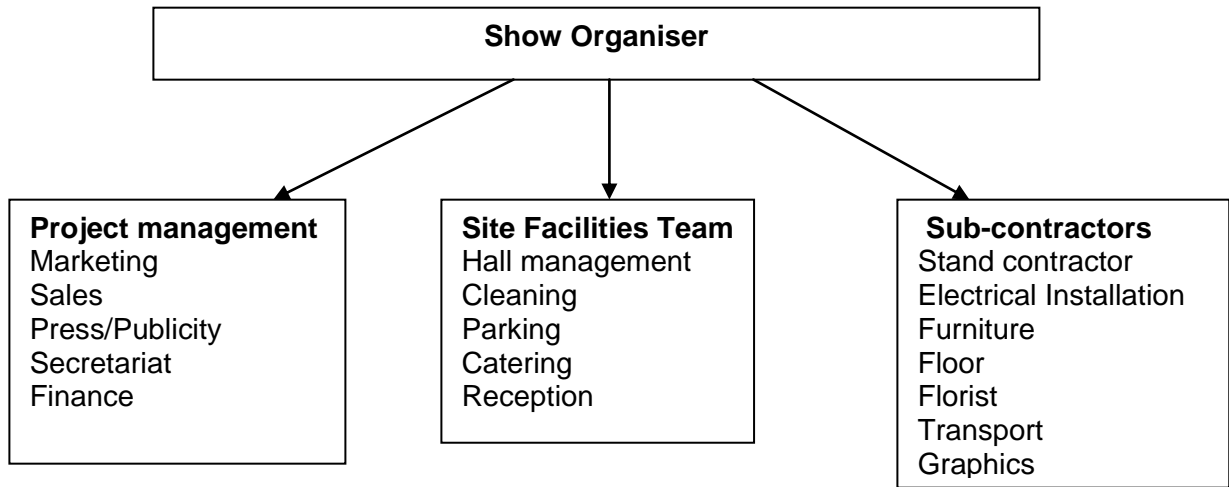 Show Organiser
Project management
Marketing
Sales
Press/Publicity
Secretariat
Finance
Site Facilities Team
Hall management
Cleaning
Parking
Catering
Reception
Sub-contractors
Stand contractor
Electrical Installation
Furniture
Floor
Florist
Transport
Graphics